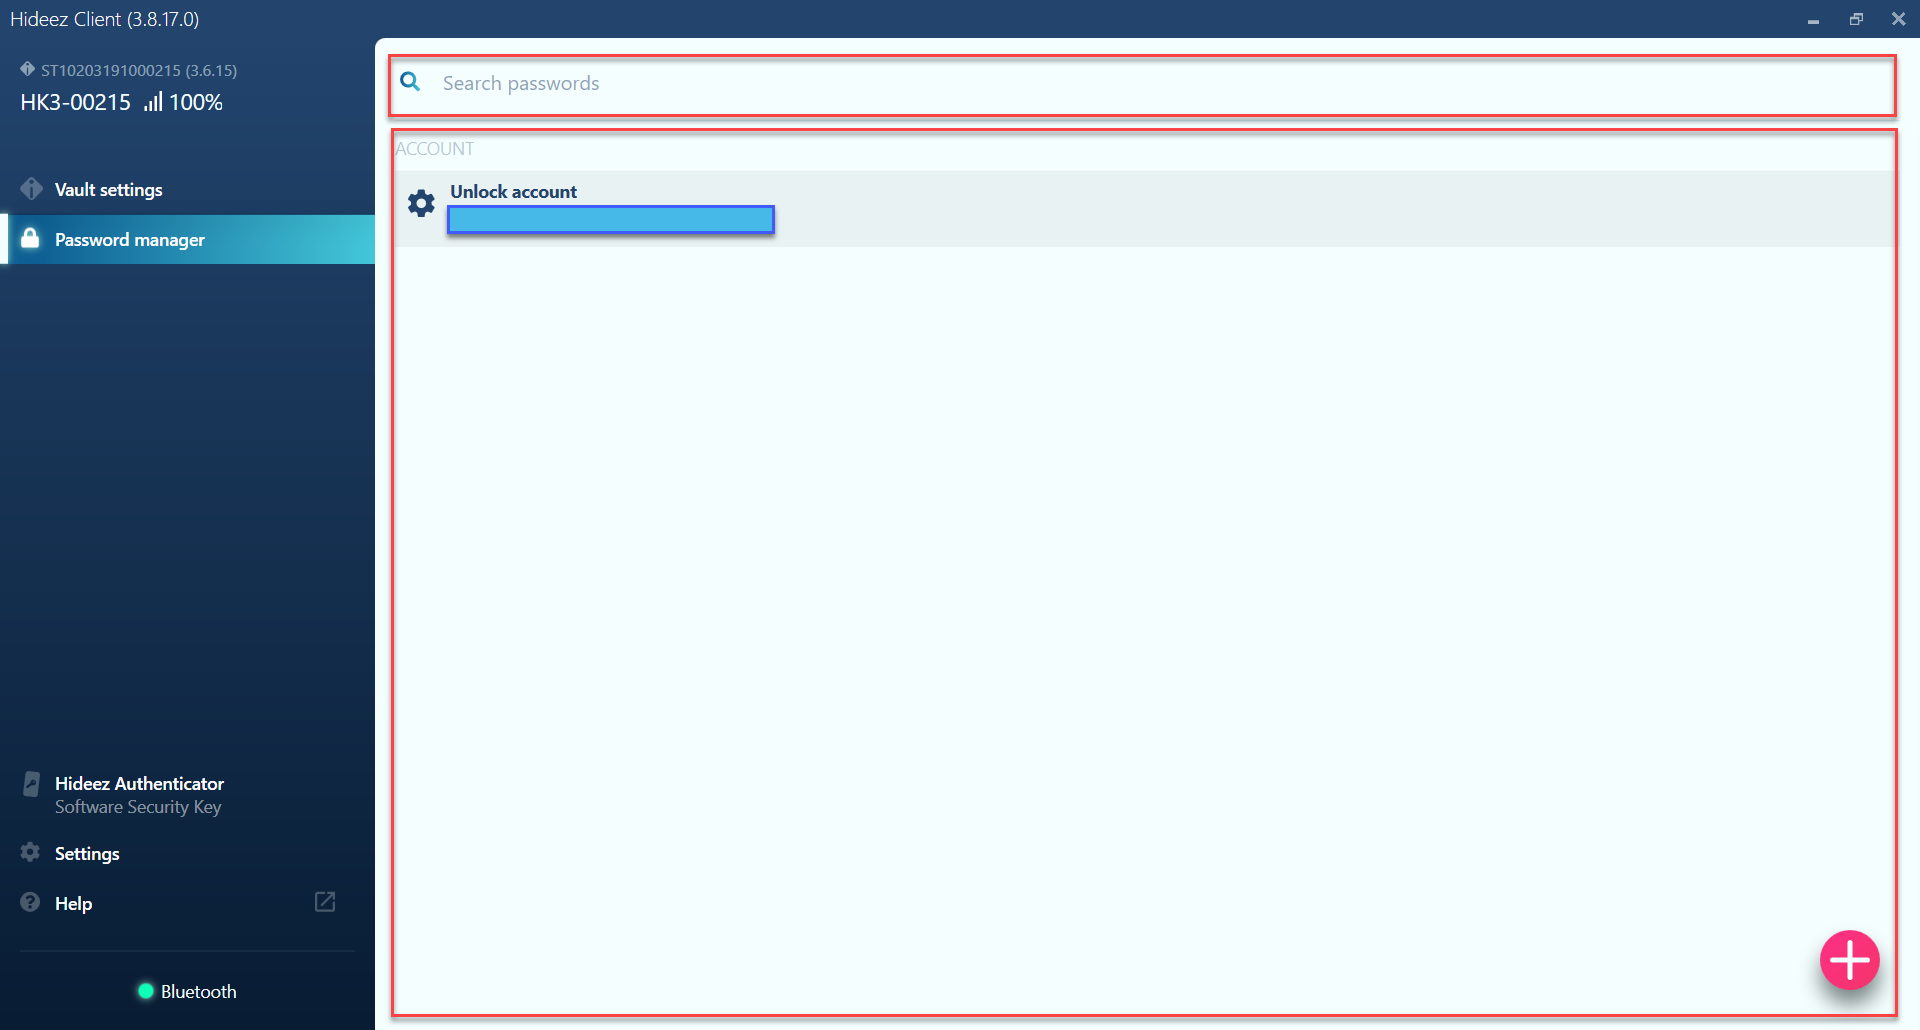 Hideez Client (3.8.17.0)
ST10203191000215 (3.6.15)
HK3-00215 100%
Vault settings
Password manager
Hideez Authenticator
Software Security Key
Settings
Help
Bluetooth
Search passwords
ACCOUNT
Unlock account